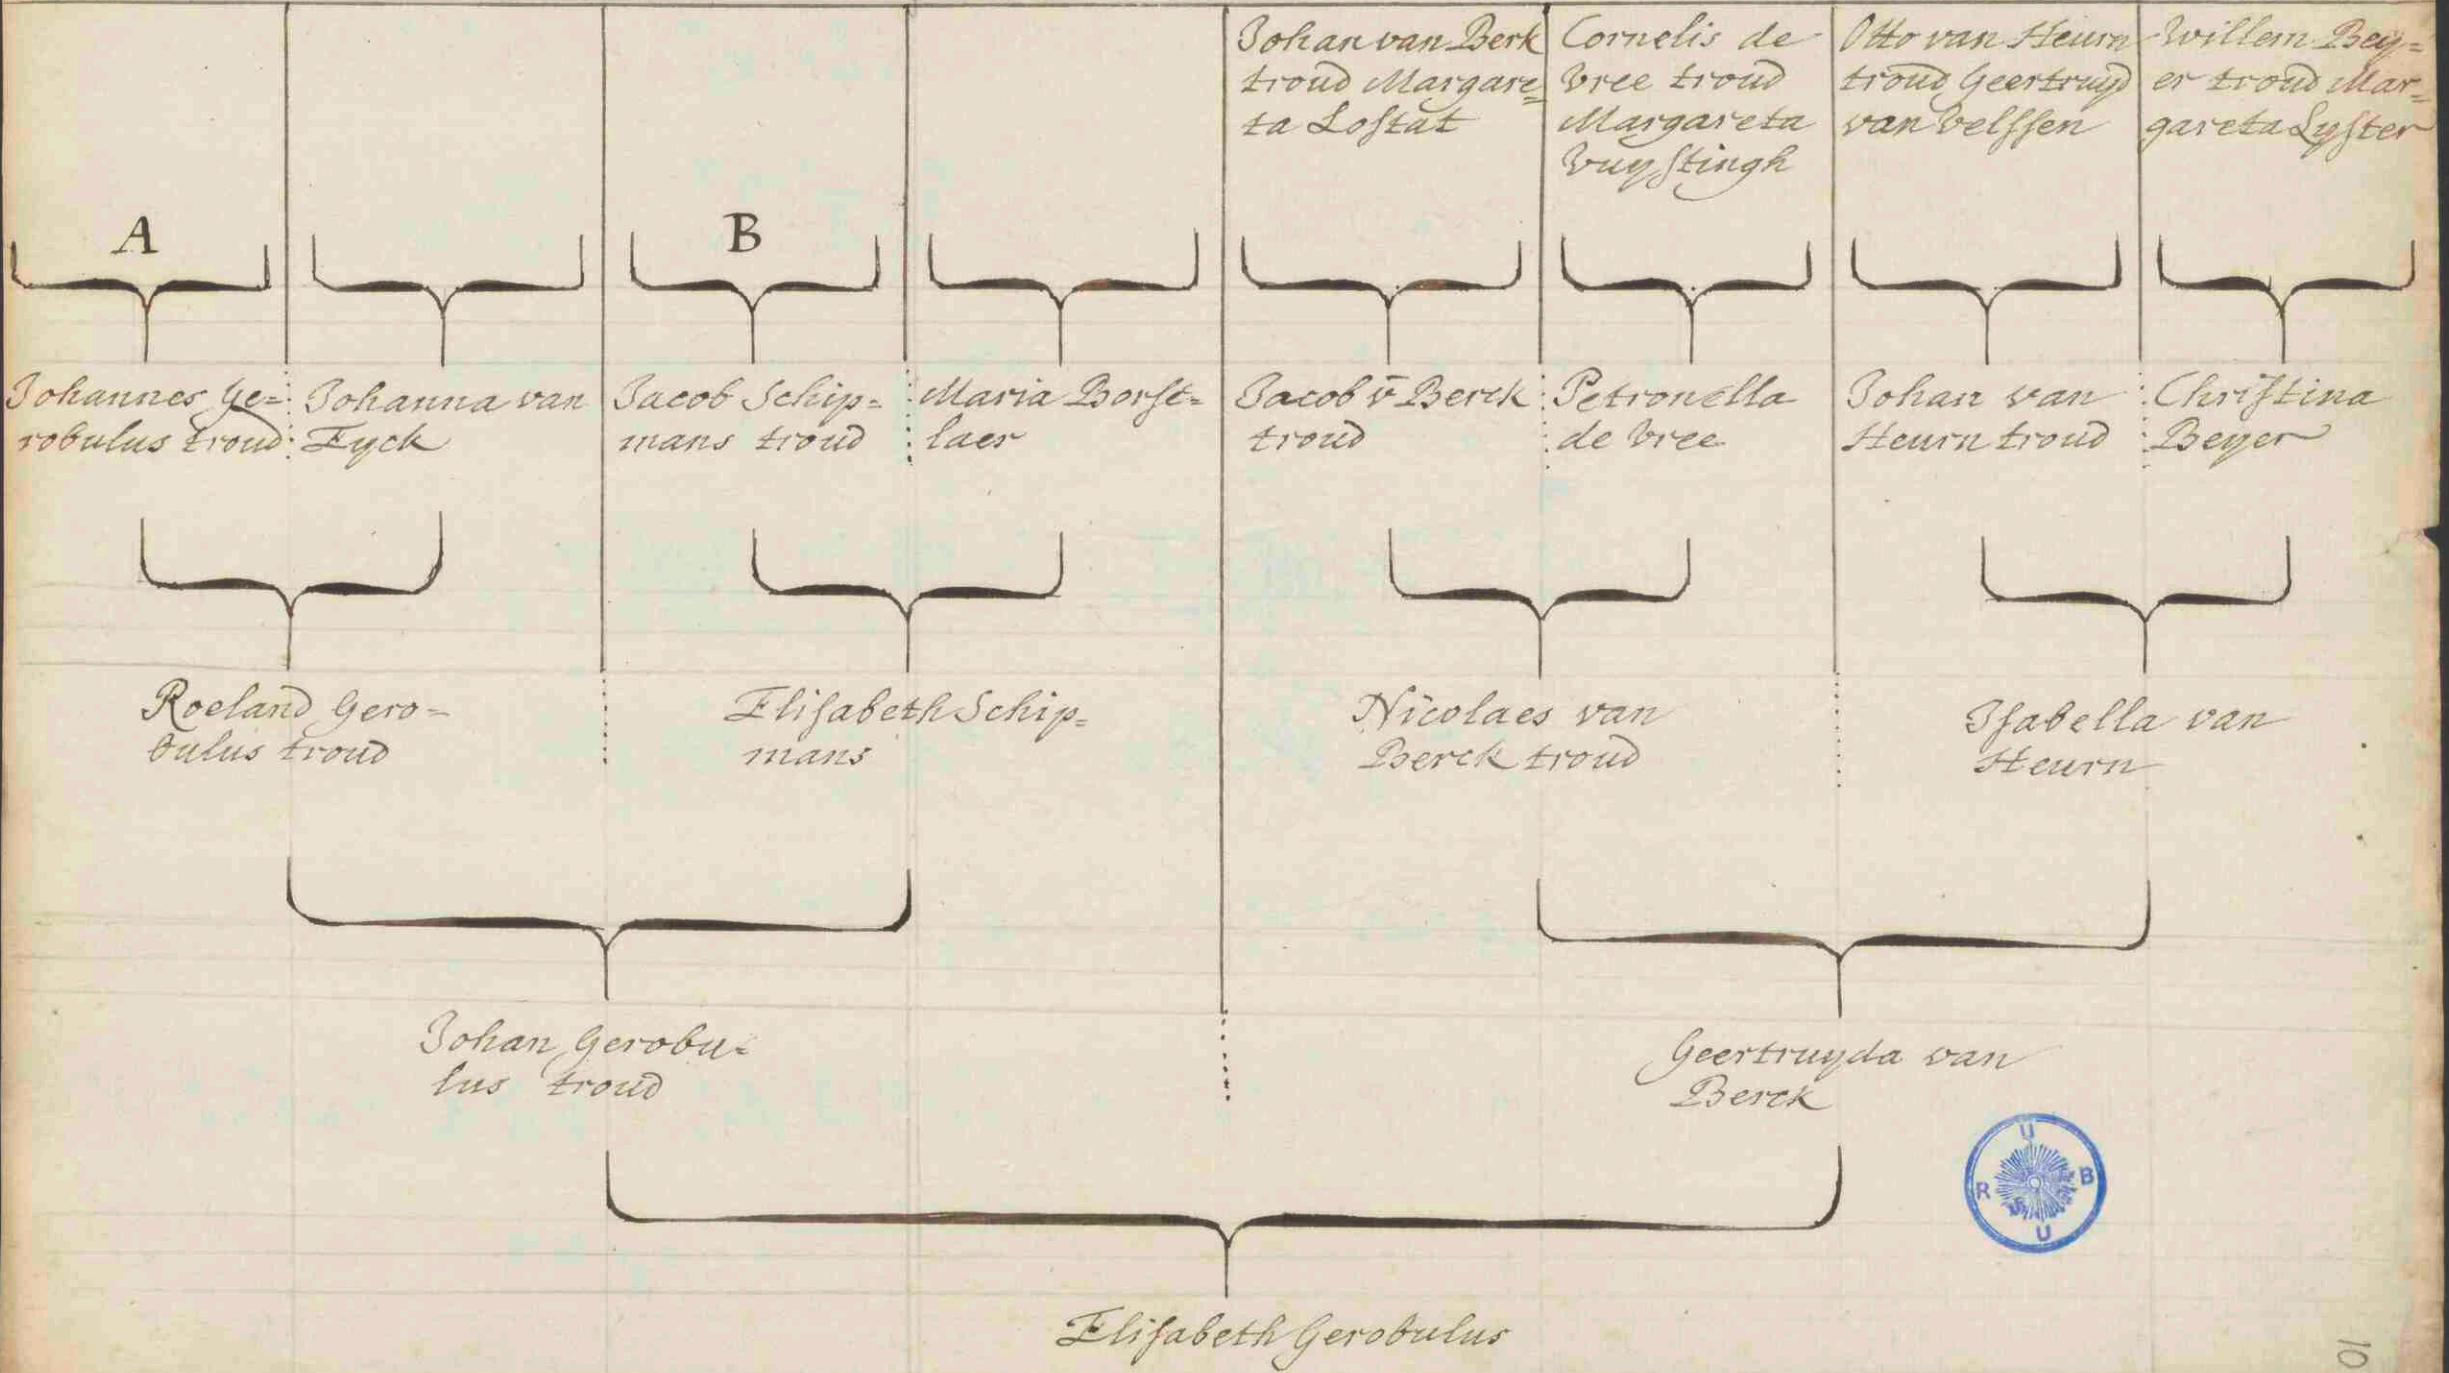 Johan van Berk
troud Margare=
ta Lostat
Cornelis de
Vree troud
Margareta
Vuystingh
Otto van Heurn
troud Geertruyd
van Velssen
Willem Bey=
er troud Mar=
gareta Lyster
A
B
Johannes Ge=
robulus troud
Johanna van
Eyck
Jacob Schip=
mans troud
Maria Borst=
laer
Jacob v̄ Berck
troud
Petronella
de Vree
Johan van
Heurn troud
Christina
Beyer
Roeland Gero=
bulus troud
Elisabeth Schip=
mans
Nicolaes van
Berck troud
Isabella van
Heurn
Johan Gerobu=
lus troud
Geertruyda van
Berck
U
R B
U
Elisabeth Gerobulus
10